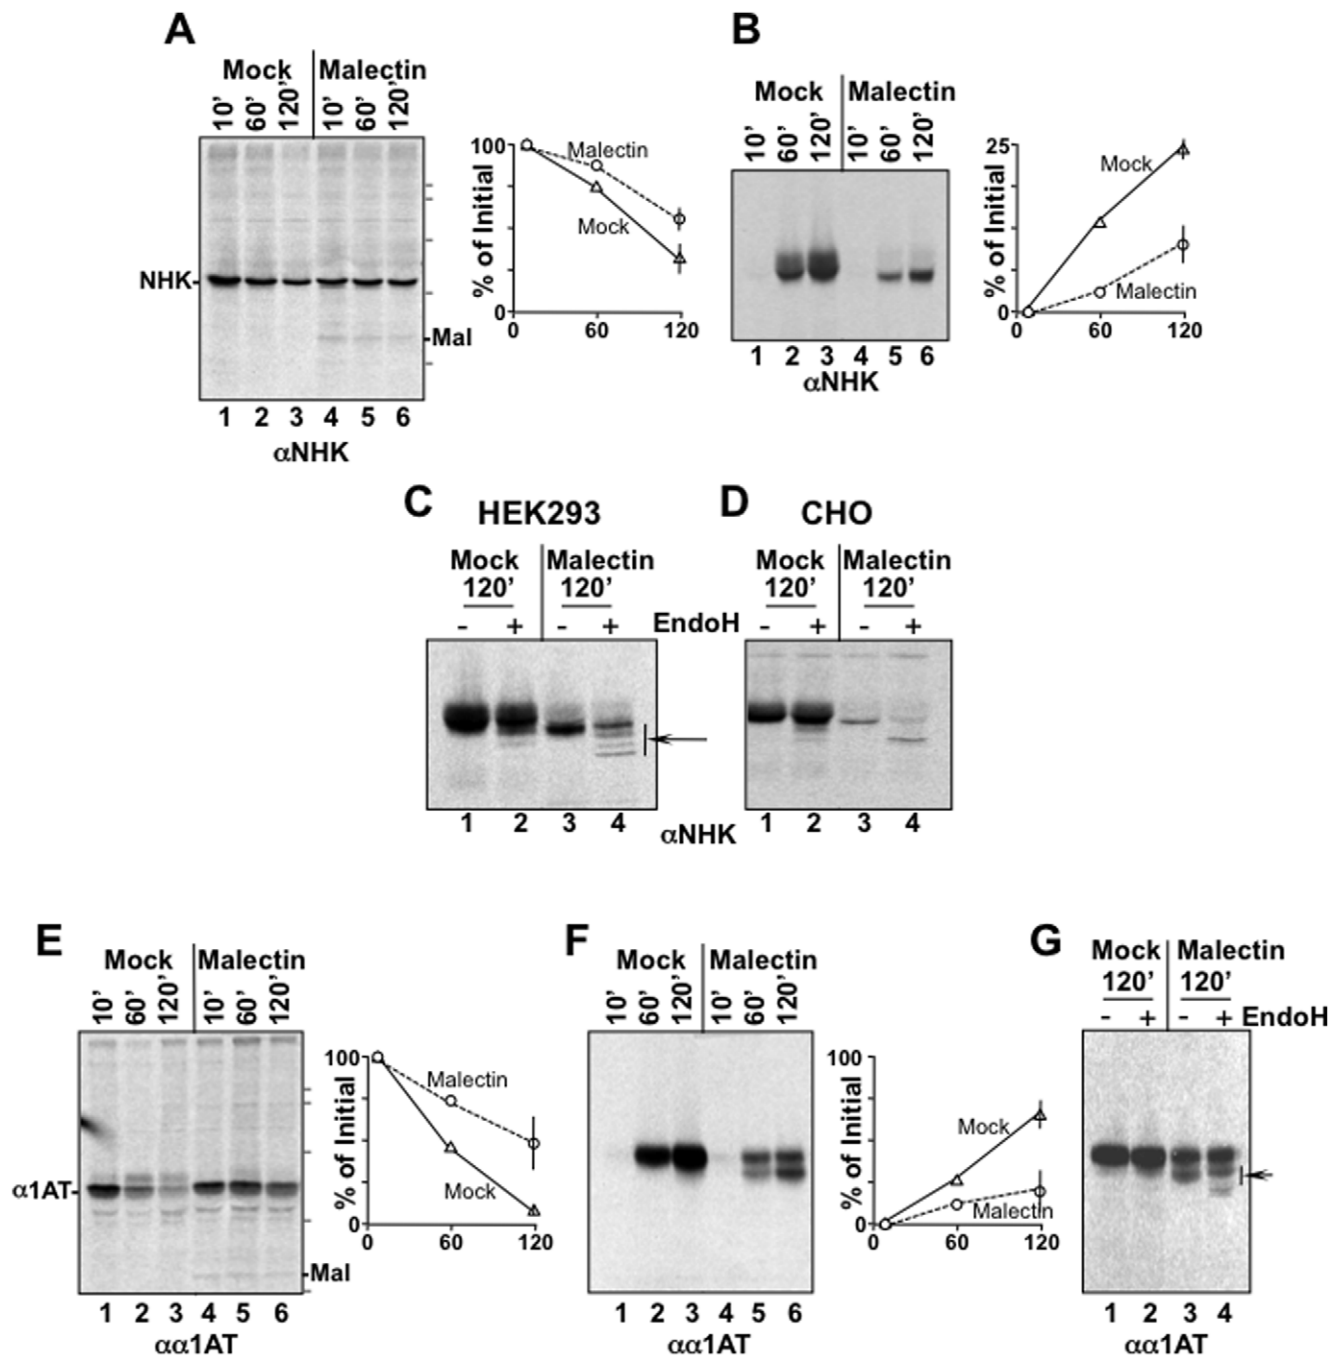 A
Mock Malectin
10' 60' 120' 10' 60' 120'
NHK
Mal
1 2 3 4 5 6
αNHK
% of Initial
100
0
Malectin
Mock
0 60 120
B
Mock Malectin
10' 60' 120' 10' 60' 120'
1 2 3 4 5 6
αNHK
% of Initial
25
0
Mock
Malectin
0 60 120
C
HEK293
Mock Malectin
120' 120'
- + - + EndoH
1 2 3 4
αNHK
D
CHO
Mock Malectin
120' 120'
- + - +
1 2 3 4
E
Mock Malectin
10' 60' 120' 10' 60' 120'
α1AT
Mal
1 2 3 4 5 6
αα1AT
% of Initial
100
0
Malectin
Mock
0 60 120
F
Mock Malectin
10' 60' 120' 10' 60' 120'
1 2 3 4 5 6
αα1AT
% of Initial
100
0
Mock
Malectin
0 60 120
G
Mock Malectin
120' 120'
- + - + EndoH
1 2 3 4
αα1AT